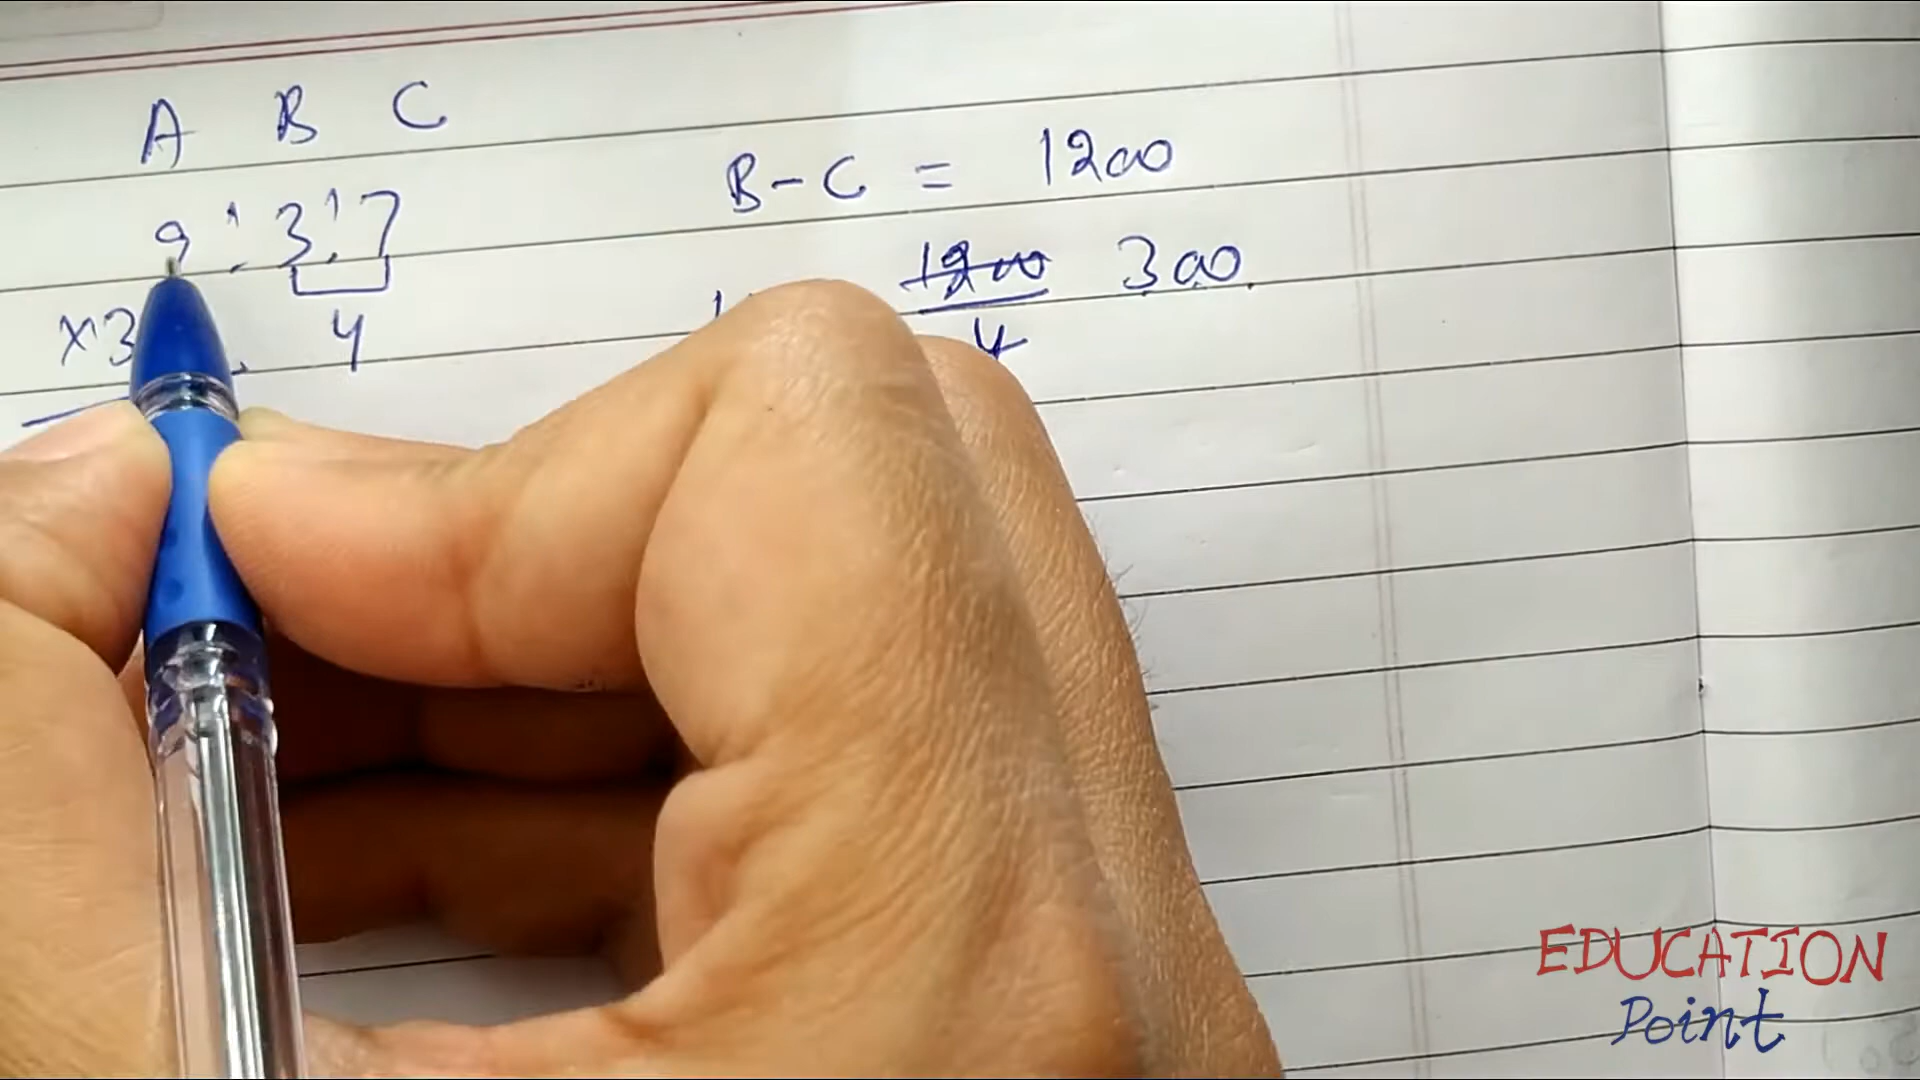 A B C
9 : 3 : 7
4
×3
B - C = 1200
1200 300
4
EDUCATION
Point